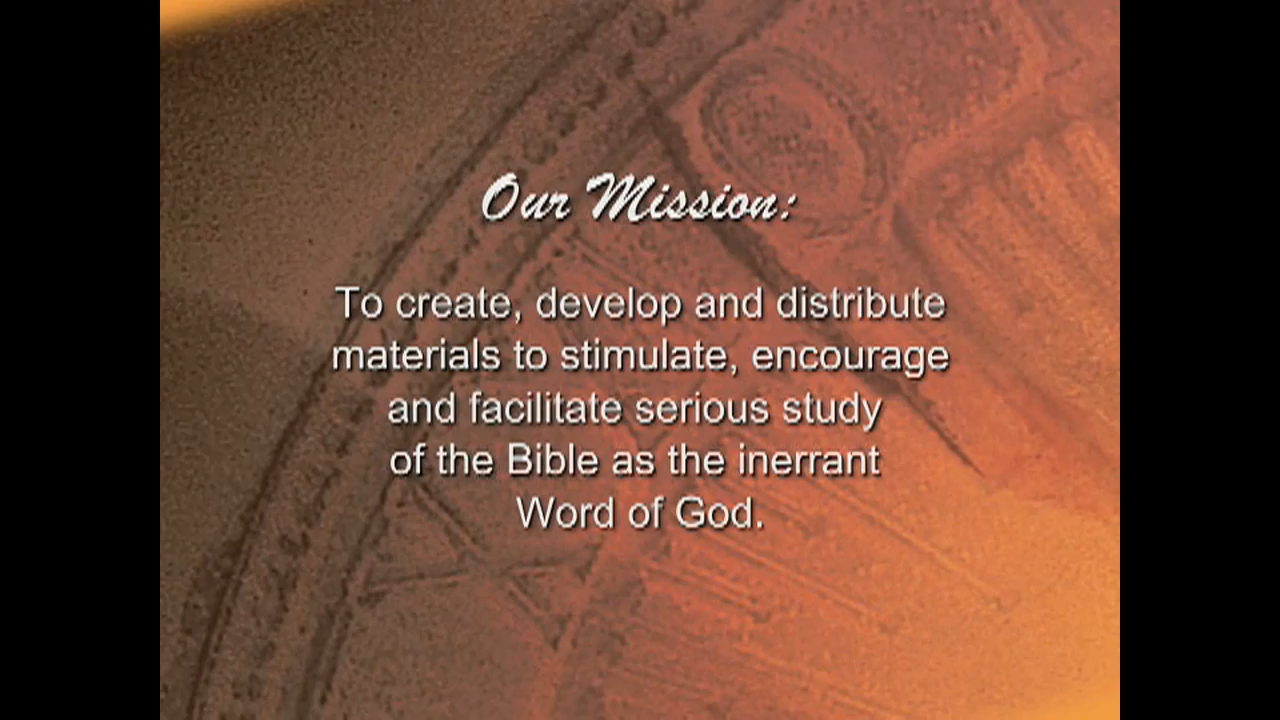 Our Mission:
To create, develop and distribute
materials to stimulate, encourage
and facilitate serious study
of the Bible as the inerrant
Word of God.